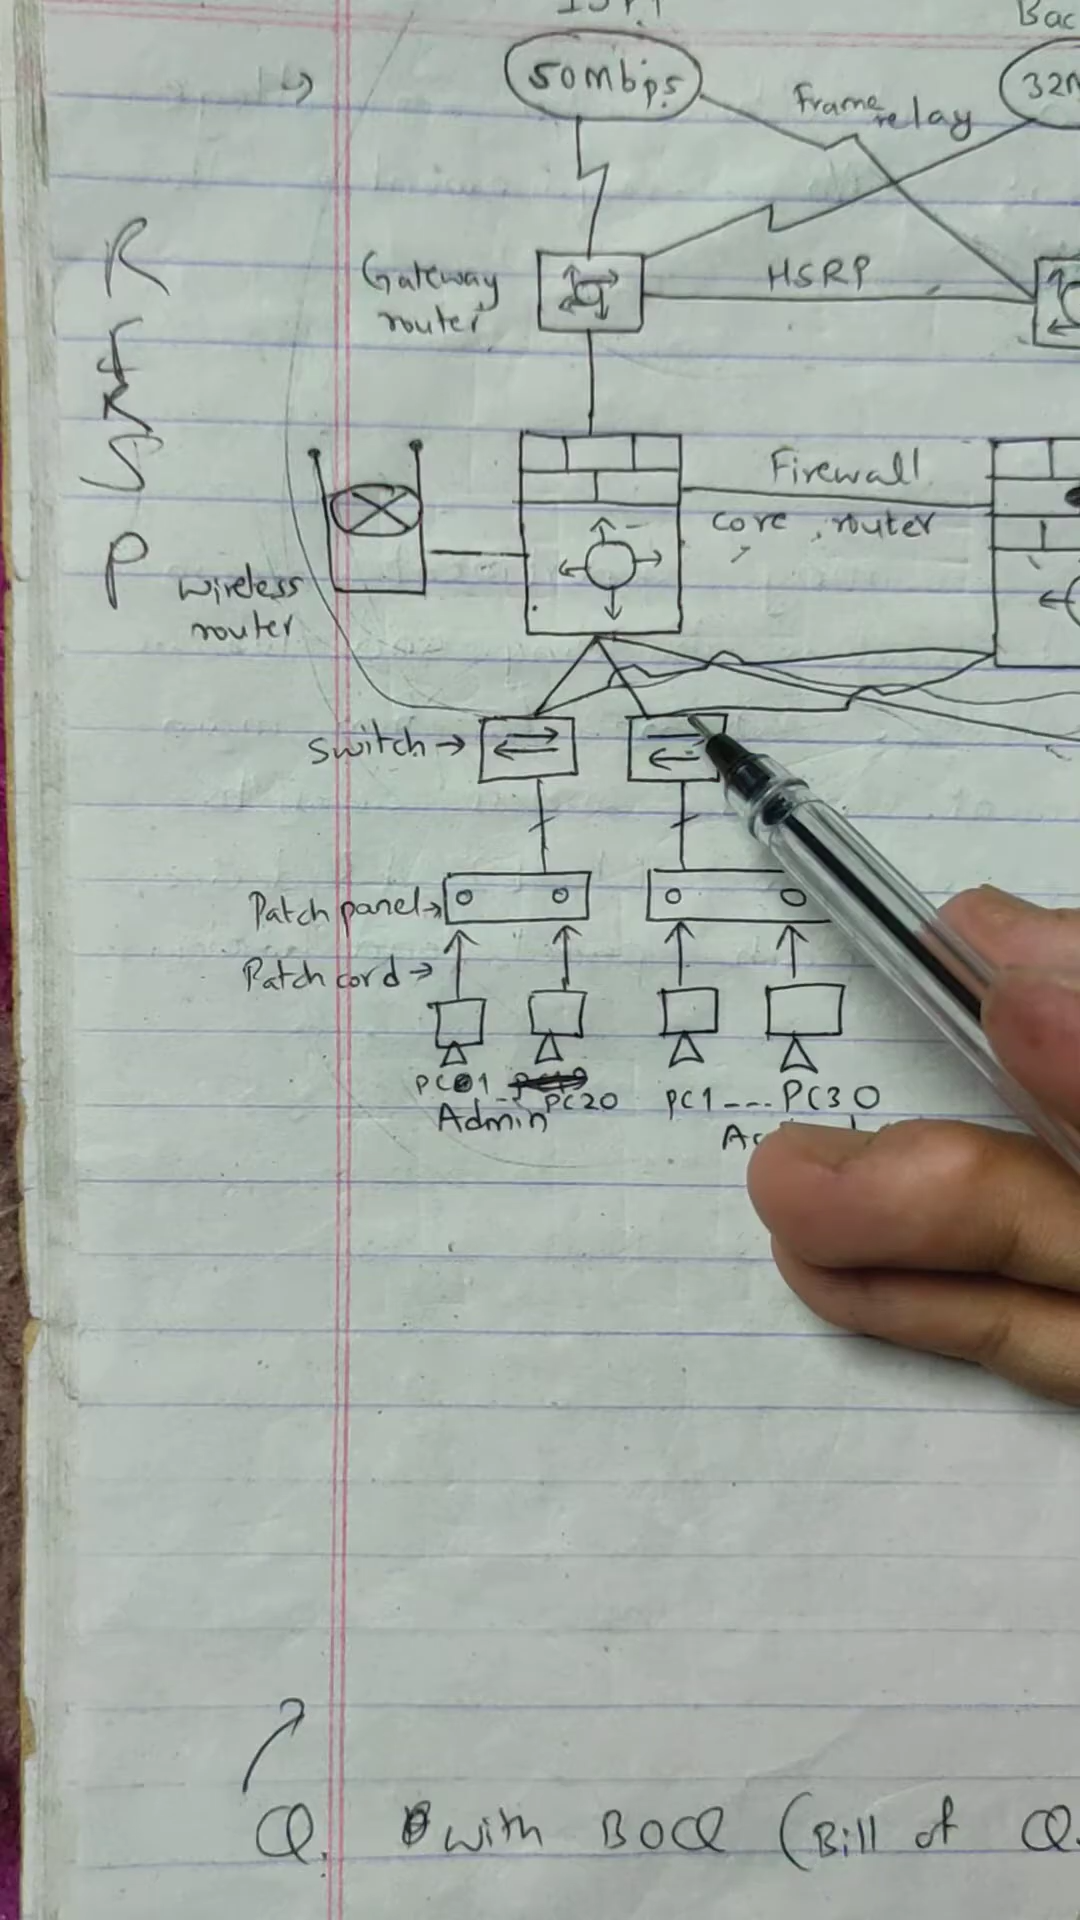 50mbps
Frame relay
Gateway router
HSRP
R
F
R
S
P
Firewall
core router
wireless router
Switch →
Patch panel →
Patch cord →
PC01
PC20
PC1 --- PC30
Admin
Q. with BOQ (Bill of Q.